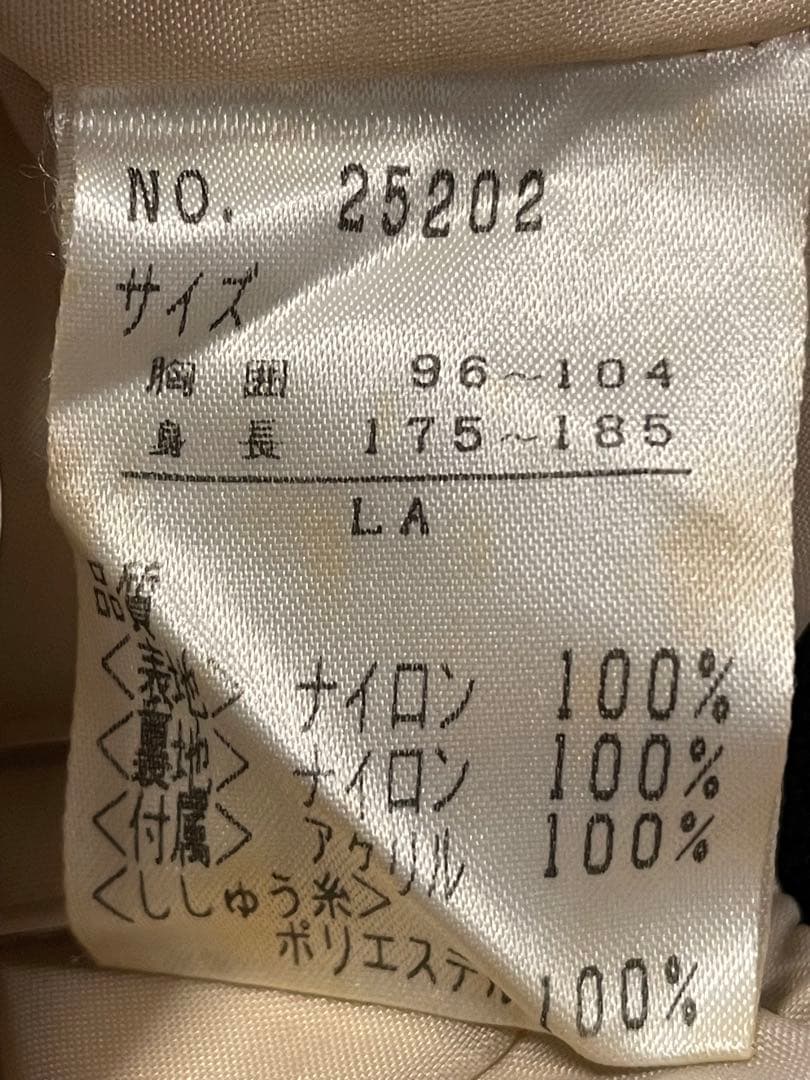 NO. 25202
サイズ
胸囲 96～104
身長 175～185
LA
品質
＜表地＞ ナイロン 100%
＜裏地＞ ナイロン 100%
＜付属＞ アクリル 100%
＜ししゅう糸＞
ポリエステル 100%